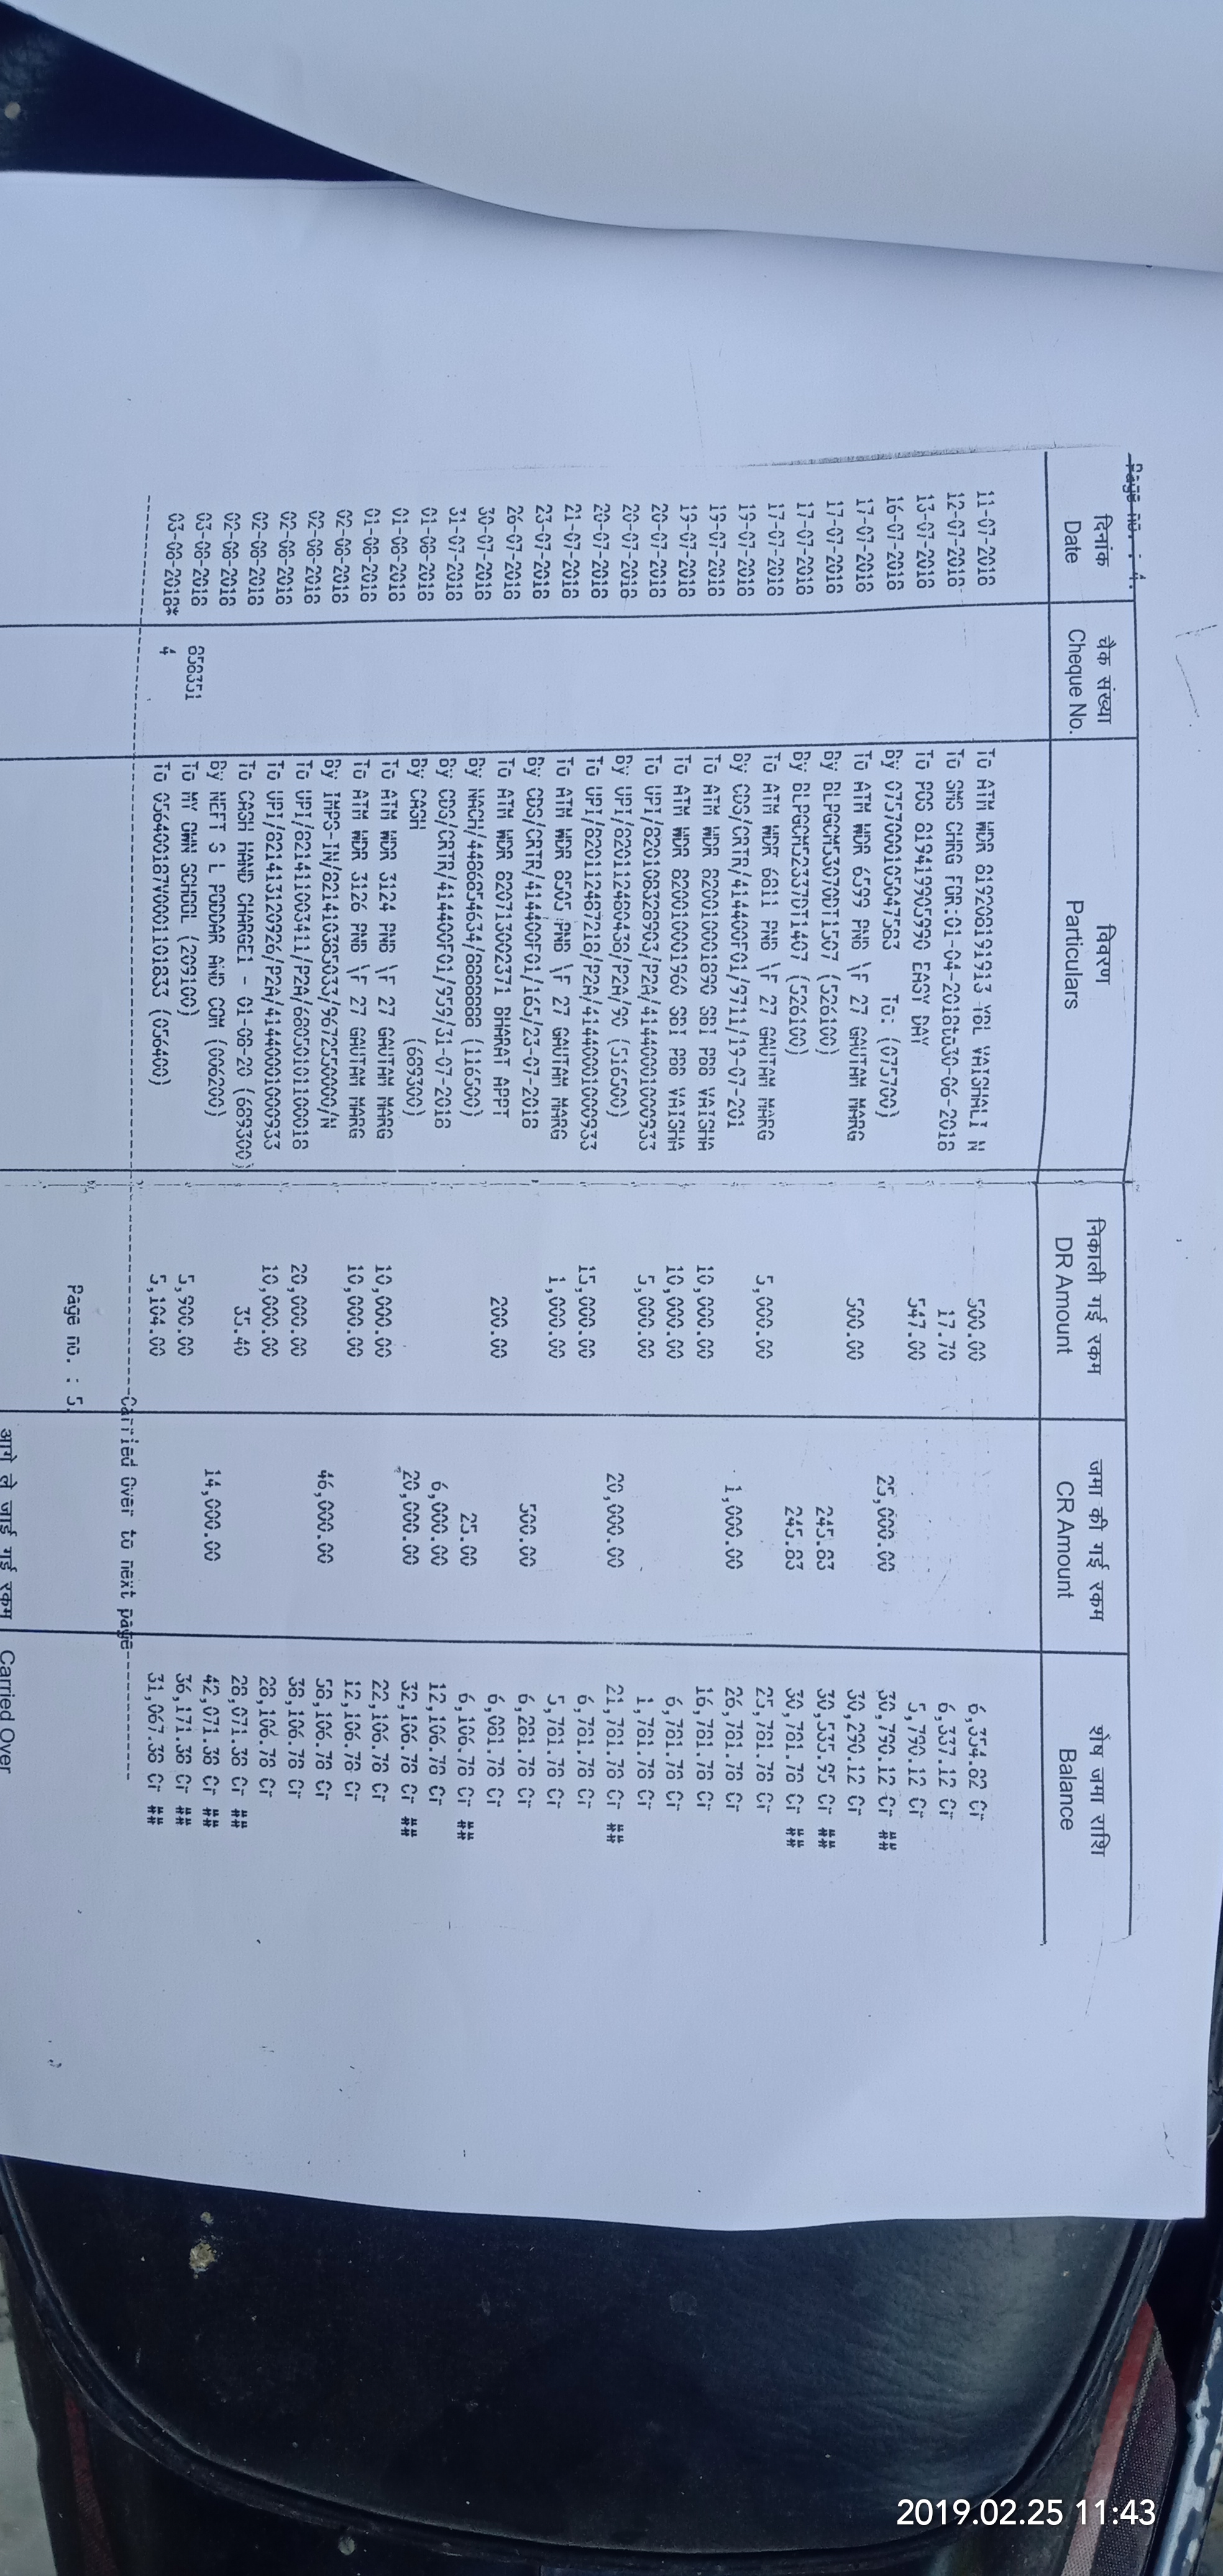 Page no. : 4.
दिनांक चैक संख्या विवरण निकाली गई रकम जमा की गई रकम शेष जमा राशि
Date Cheque No. Particulars DR Amount CR Amount Balance
11-07-2018 To ATM WDR 819206191913 YBL VAISHALI N 500.00 6,354.82 Cr
12-07-2018 To SMS CHRG FOR:01-04-2018to30-06-2018 17.70 6,337.12 Cr
13-07-2018 To POS 819419905990 EASY DAY 547.00 5,790.12 Cr
16-07-2018 By 0757000105047583 To: (075700) 25,000.00 30,790.12 Cr ##
17-07-2018 To ATM WDR 6599 PNB \F 27 GAUTAM MARG 500.00 30,290.12 Cr
17-07-2018 By BLPGCM53070DT1507 (526100) 245.83 30,535.95 Cr ##
17-07-2018 By BLPGCM52337DT1407 (526100) 245.83 30,781.78 Cr ##
17-07-2018 To ATM WDR 6811 PNB \F 27 GAUTAM MARG 5,000.00 25,781.78 Cr
19-07-2018 By CDS/CRTR/414400F01/9711/19-07-201 1,000.00 26,781.78 Cr
19-07-2018 To ATM WDR 820010001890 SBI PBB VAISHA 10,000.00 16,781.78 Cr
19-07-2018 To ATM WDR 820010001960 SBI PBB VAISHA 10,000.00 6,781.78 Cr
20-07-2018 To UPI/820108328963/P2A/4144000100093​3 5,000.00 1,781.78 Cr
20-07-2018 By UPI/820112480438/P2A/90 (516500) 20,000.00 21,781.78 Cr ##
20-07-2018 To UPI/820112487218/P2A/4144000100093​3 15,000.00 6,781.78 Cr
21-07-2018 To ATM WDR 8505 PNB \F 27 GAUTAM MARG 1,000.00 5,781.78 Cr
23-07-2018 By CDS/CRTR/414400F01/165/23-07-2018 500.00 6,281.78 Cr
26-07-2018 To ATM WDR 820713002371 BHARAT APPT 200.00 6,081.78 Cr
30-07-2018 By NACH/4486854634/8888888 (116500) 25.00 6,106.78 Cr ##
31-07-2018 By CDS/CRTR/414400F01/959/31-07-2018 6,000.00 12,106.78 Cr
01-08-2018 By CASH (689300) 20,000.00 32,106.78 Cr ##
01-08-2018 To ATM WDR 3124 PNB \F 27 GAUTAM MARG 10,000.00 22,106.78 Cr
01-08-2018 To ATM WDR 3126 PNB \F 27 GAUTAM MARG 10,000.00 12,106.78 Cr
02-08-2018 By IMPS-IN/821410385033/9672550000/N 46,000.00 58,106.78 Cr
02-08-2018 To UPI/821411003411/P2A/6805010110001​8 20,000.00 38,106.78 Cr
02-08-2018 To UPI/821413120926/P2A/4144000100093​3 10,000.00 28,106.78 Cr
02-08-2018 To CASH HAND CHARGE1 - 01-08-20 (689300) 35.40 28,071.38 Cr ##
02-08-2018 By NEFT S L PODDAR AND COM (006200) 14,000.00 42,071.38 Cr ##
03-08-2018 858351 To MY OWN SCHOOL (209100) 5,900.00 36,171.38 Cr ##
03-08-2018* 4 To 056400187V0001101833 (056400) 5,104.00 31,067.38 Cr ##
Carried Over to next page
Page no. : 5.
आगे ले जाई गई रकम Carried Over
2019.02.25 11:43